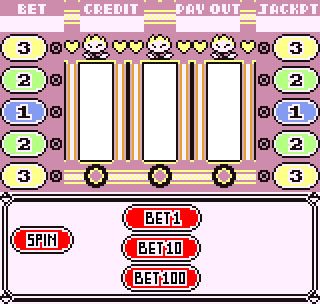 BET CREDIT PAY OUT JACKPT
3 3
2 2
1 1
2 2
3 3
BET1
SPIN
BET10
BET100